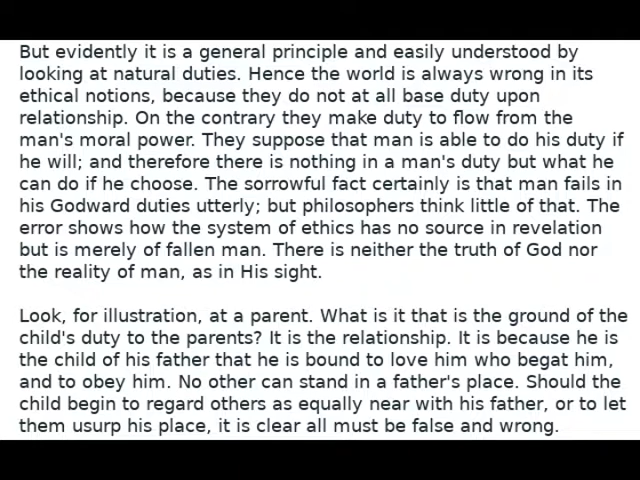 But evidently it is a general principle and easily understood by
looking at natural duties. Hence the world is always wrong in its
ethical notions, because they do not at all base duty upon
relationship. On the contrary they make duty to flow from the
man's moral power. They suppose that man is able to do his duty if
he will; and therefore there is nothing in a man's duty but what he
can do if he choose. The sorrowful fact certainly is that man fails in
his Godward duties utterly; but philosophers think little of that. The
error shows how the system of ethics has no source in revelation
but is merely of fallen man. There is neither the truth of God nor
the reality of man, as in His sight.

Look, for illustration, at a parent. What is it that is the ground of the
child's duty to the parents? It is the relationship. It is because he is
the child of his father that he is bound to love him who begat him,
and to obey him. No other can stand in a father's place. Should the
child begin to regard others as equally near with his father, or to let
them usurp his place, it is clear all must be false and wrong.